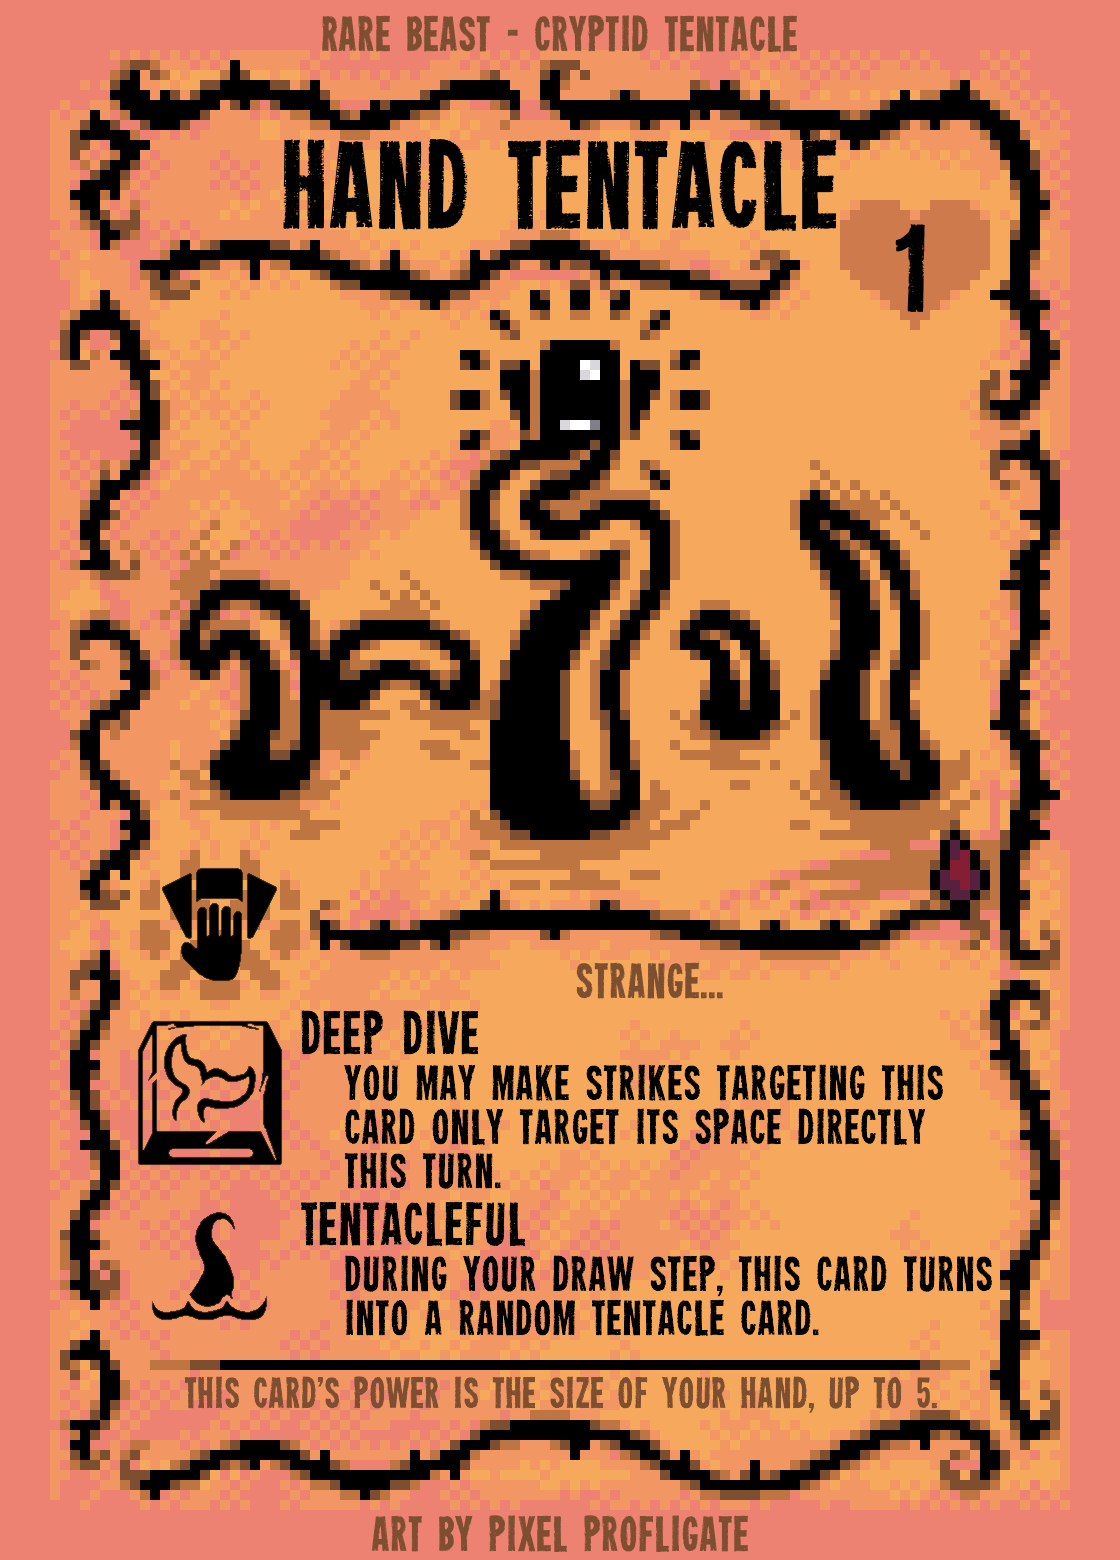 RARE BEAST - CRYPTID TENTACLE
HAND TENTACLE
1
STRANGE...
DEEP DIVE
YOU MAY MAKE STRIKES TARGETING THIS
CARD ONLY TARGET ITS SPACE DIRECTLY
THIS TURN.
TENTACLEFUL
DURING YOUR DRAW STEP, THIS CARD TURNS
INTO A RANDOM TENTACLE CARD.
THIS CARD'S POWER IS THE SIZE OF YOUR HAND, UP TO 5.
ART BY PIXEL PROFLIGATE